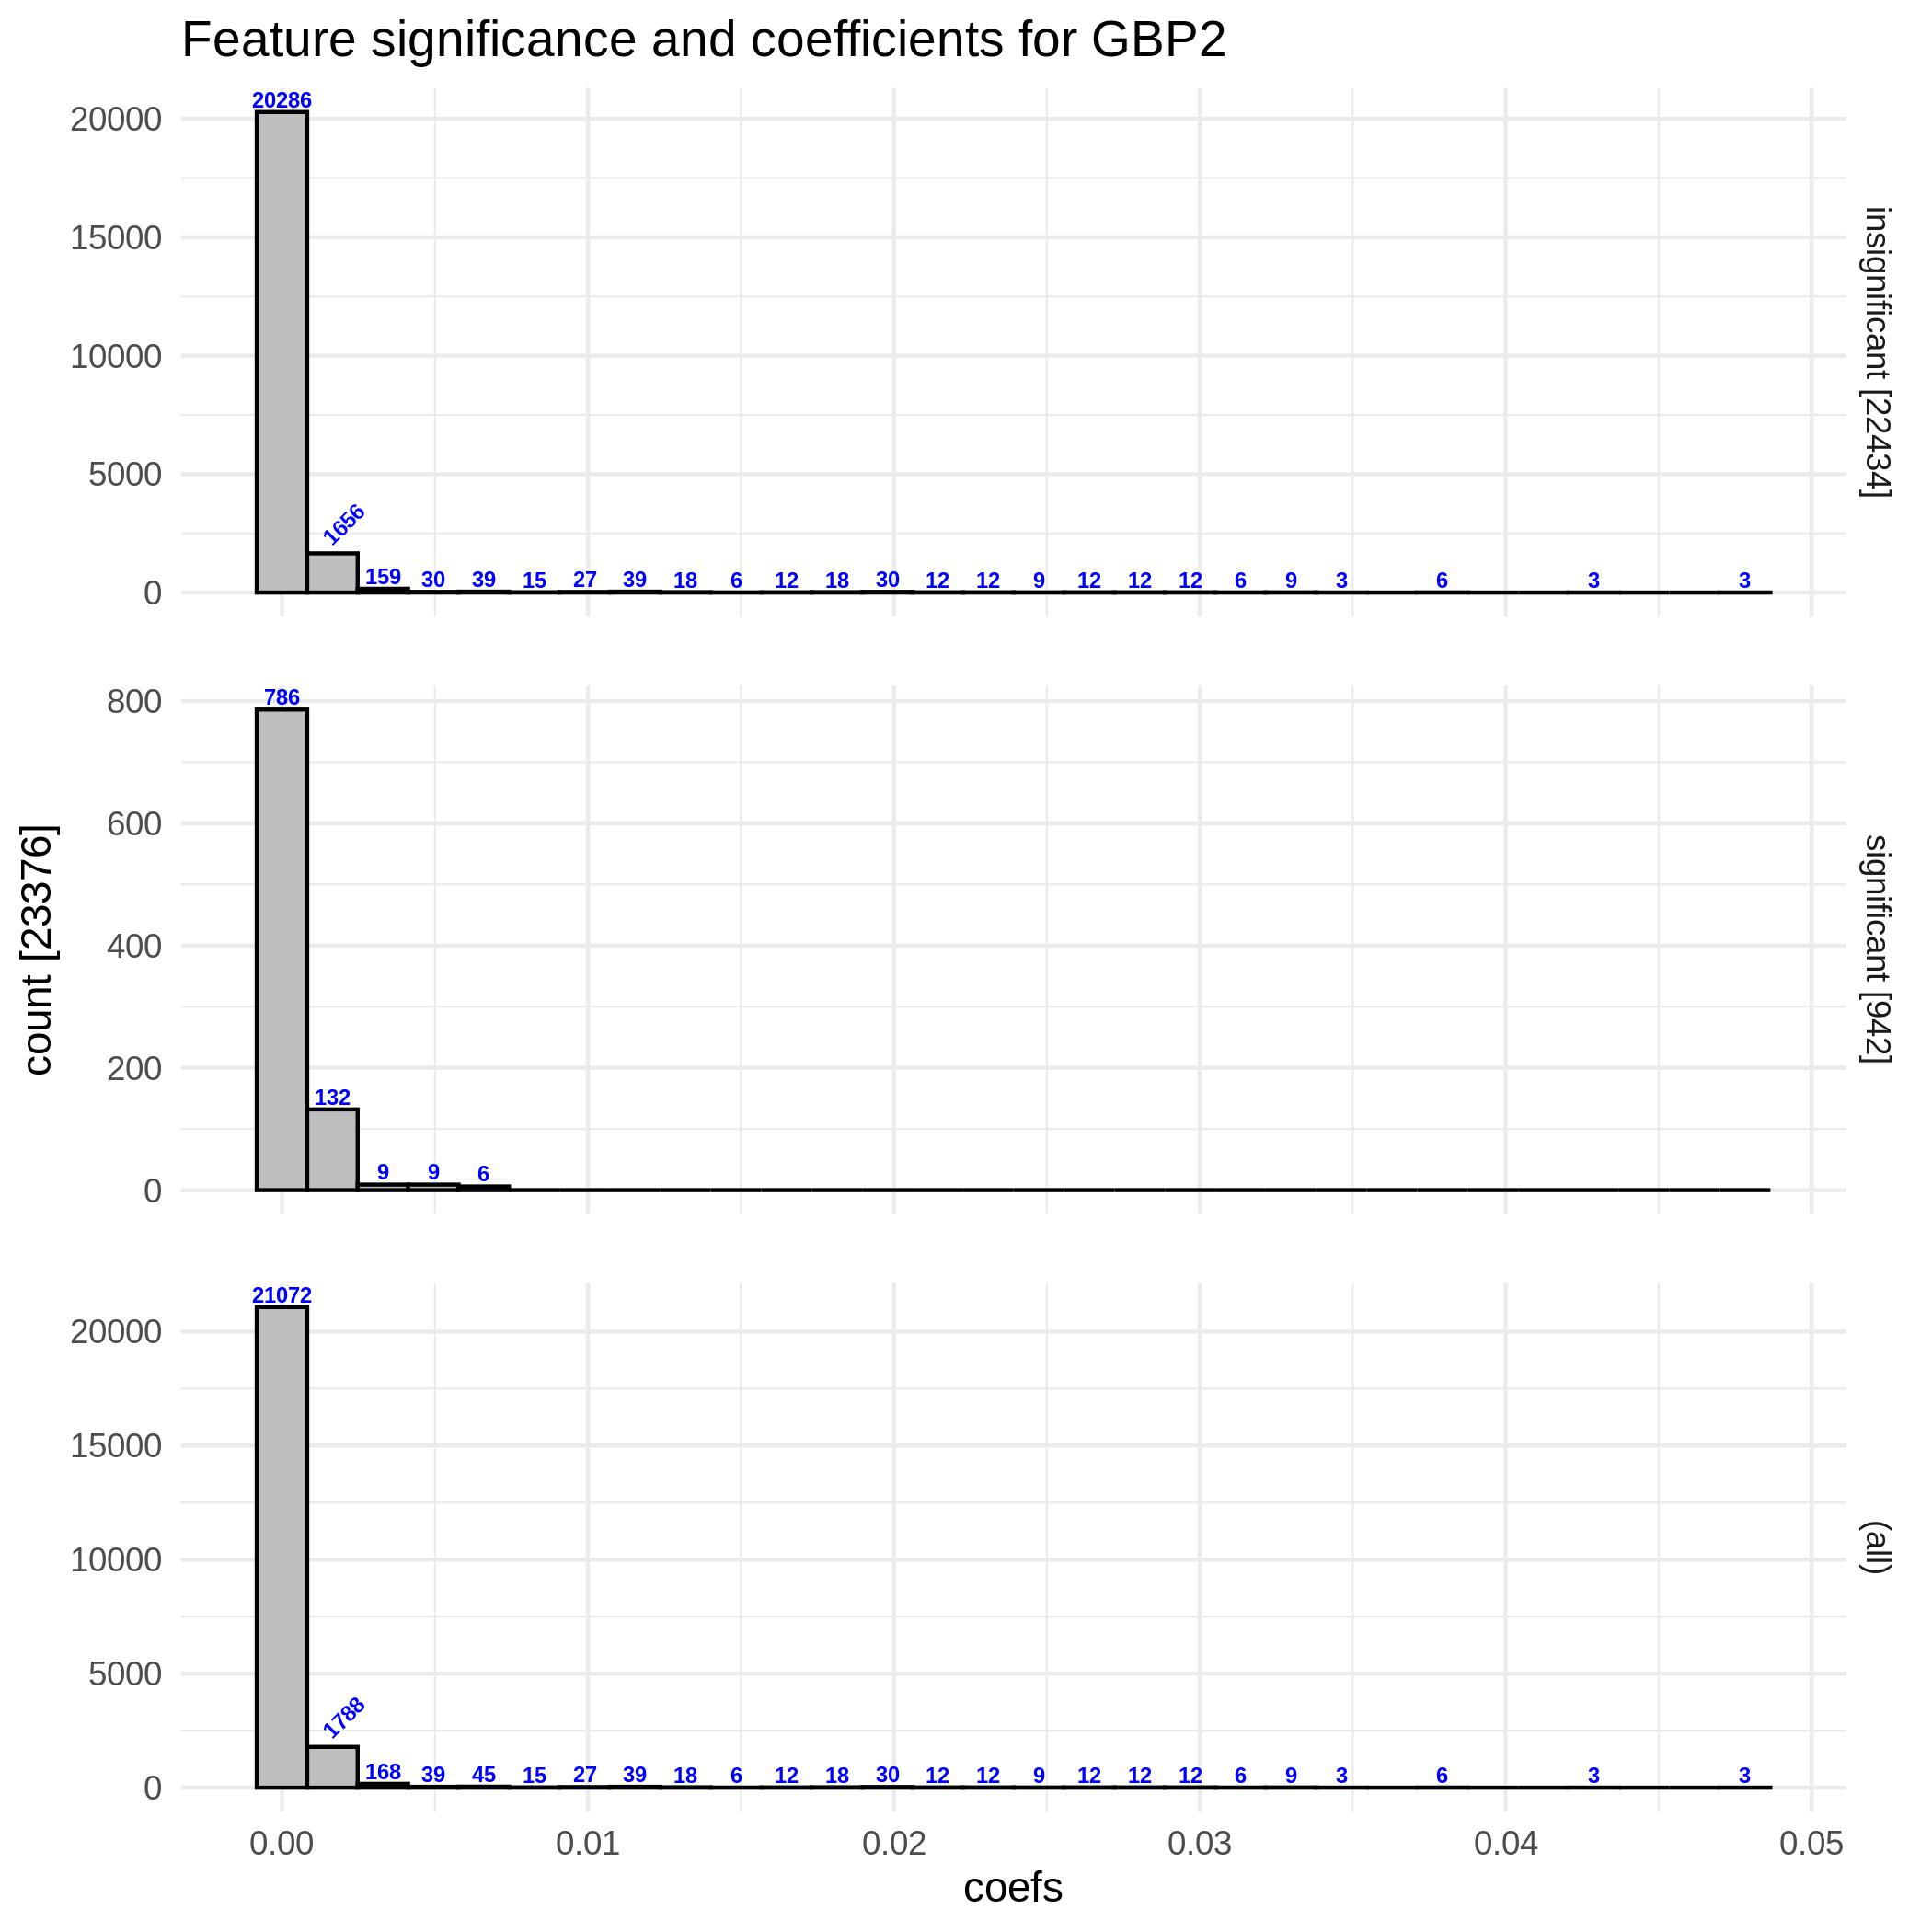 Feature significance and coefficients for GBP2
count [23376]
20000
15000
10000
5000
0
20286
1656
159 30 39 15 27 39 18 6 12 18 30 12 12 9 12 12 12 6 9 3 6 3 3
insignificant [22434]
800
600
400
200
0
786
132
9 9 6
significant [942]
20000
15000
10000
5000
0
21072
1788
168 39 45 15 27 39 18 6 12 18 30 12 12 9 12 12 12 6 9 3 6 3 3
(all)
0.00 0.01 0.02 0.03 0.04 0.05
coefs